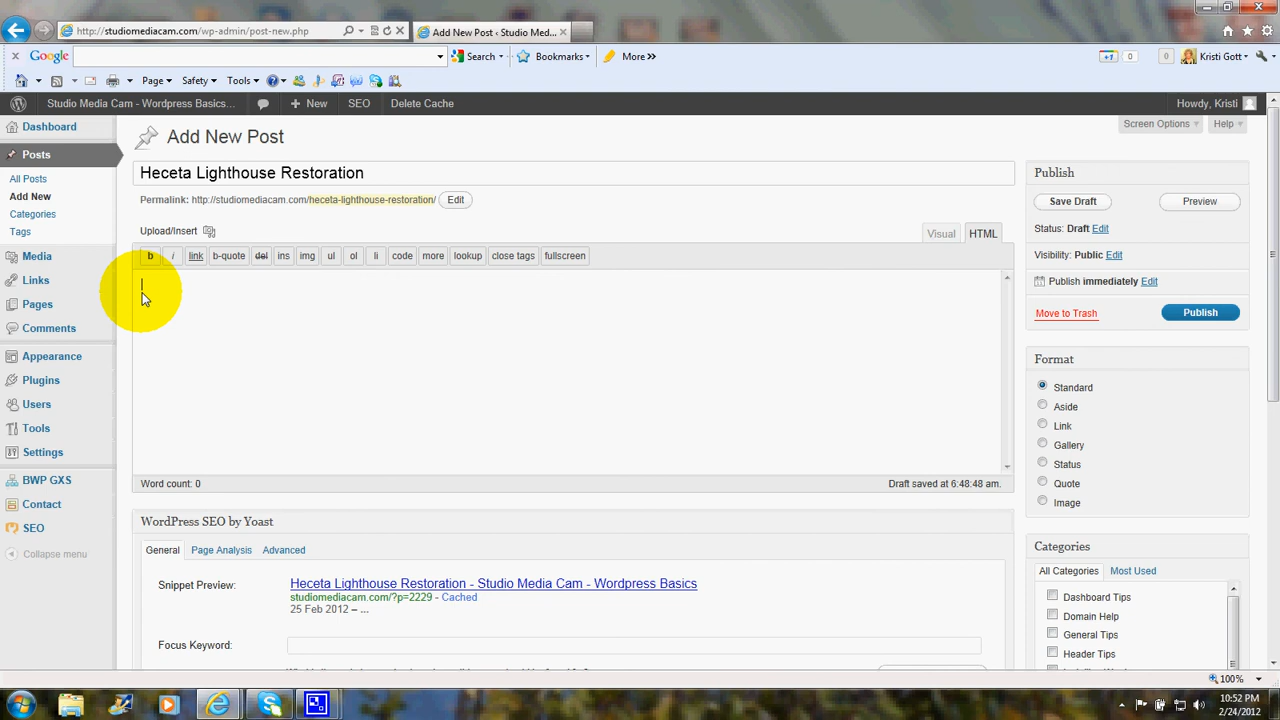 http://studiomediacam.com/wp-admin/post-new.php
Add New Post ‹ Studio Med...
Google
Search
Bookmarks
More »
+1
0
0
Kristi Gott
Page
Safety
Tools
Studio Media Cam - Wordpress Basics...
New
SEO
Delete Cache
Howdy, Kristi
Dashboard
Posts
All Posts
Add New
Categories
Tags
Media
Links
Pages
Comments
Appearance
Plugins
Users
Tools
Settings
BWP GXS
Contact
SEO
Collapse menu
Add New Post
Screen Options
Help
Heceta Lighthouse Restoration
Permalink: http://studiomediacam.com/heceta-lighthouse-restoration/ Edit
Upload/Insert
Visual
HTML
b i link b-quote del ins img ul ol li code more lookup close tags fullscreen
Word count: 0
Draft saved at 6:48:48 am.
WordPress SEO by Yoast
General
Page Analysis
Advanced
Snippet Preview:
Heceta Lighthouse Restoration - Studio Media Cam - Wordpress Basics
studiomediacam.com/?p=2229 - Cached
25 Feb 2012 – ...
Focus Keyword:
Publish
Save Draft
Preview
Status: Draft Edit
Visibility: Public Edit
Publish immediately Edit
Move to Trash
Publish
Format
Standard
Aside
Link
Gallery
Status
Quote
Image
Categories
All Categories
Most Used
Dashboard Tips
Domain Help
General Tips
Header Tips
100%
10:52 PM
2/24/2012